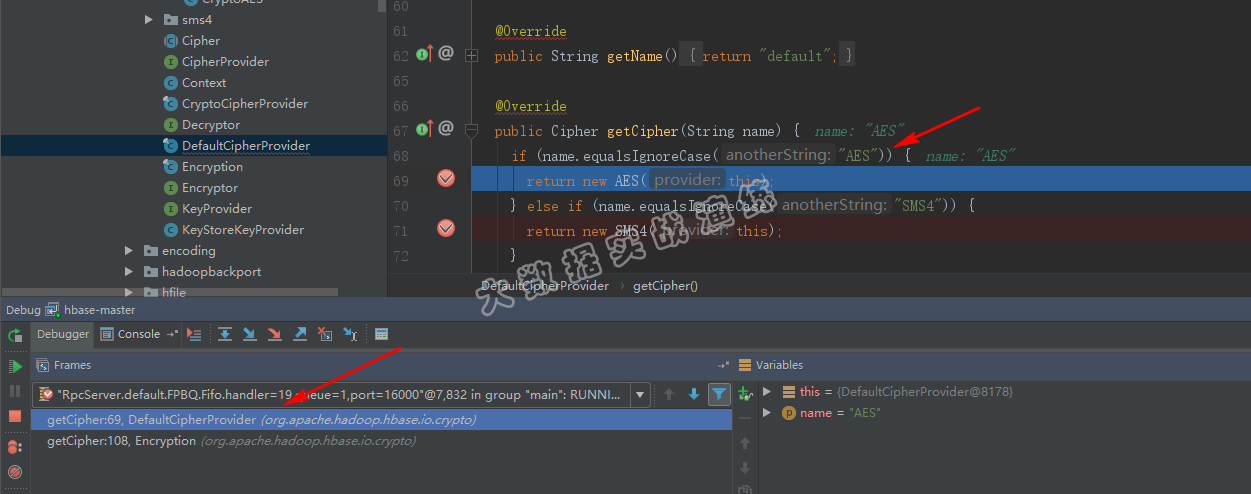 CryptoAES
sms4
Cipher
CipherProvider
Context
CryptoCipherProvider
Decryptor
DefaultCipherProvider
Encryption
Encryptor
KeyProvider
KeyStoreKeyProvider
encoding
hadoopbackport
hfile
60
61 @Override
62 @ public String getName() {return "default";}
65
66 @Override
67 @ public Cipher getCipher(String name) { name: "AES"
68 if (name.equalsIgnoreCase( anotherString: "AES")) { name: "AES"
69 return new AES( provider: this);
70 } else if (name.equalsIgnoreCase( anotherString: "SMS4")) {
71 return new SMS4( provider: this);
72 }
DefaultCipherProvider › getCipher()
大数据实战演练
Debug hbase-master
Debugger Console
Frames
"RpcServer.default.FPBQ.Fifo.handler=19,queue=1,port=16000"@7,832 in group "main": RUNNI...
getCipher:69, DefaultCipherProvider (org.apache.hadoop.hbase.io.crypto)
getCipher:108, Encryption (org.apache.hadoop.hbase.io.crypto)
Variables
this = {DefaultCipherProvider@8178}
name = "AES"